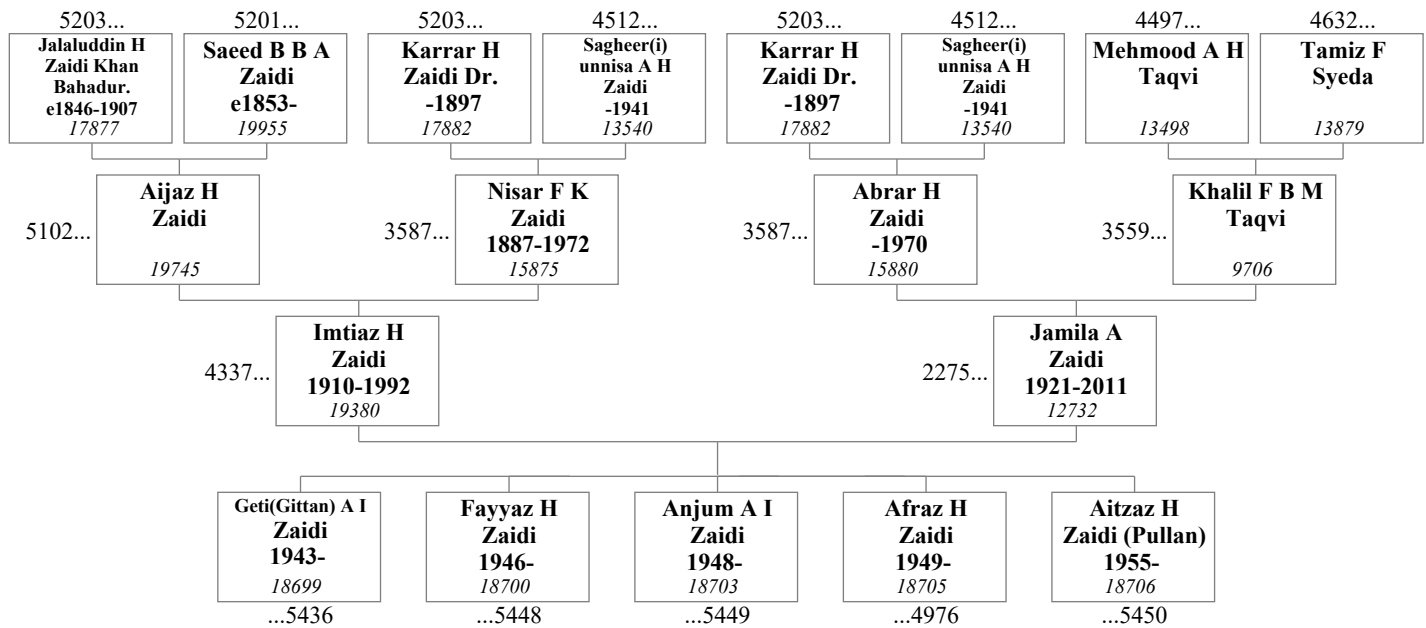 5203...
5201...
5203...
4512...
5203...
4512...
4497...
4632...
Jalaluddin H
Zaidi Khan
Bahadur.
e1846-1907
17877
Saeed B B A
Zaidi
e1853-
19955
Karrar H
Zaidi Dr.
-1897
17882
Sagheer(i)
unnisa A H
Zaidi
-1941
13540
Karrar H
Zaidi Dr.
-1897
17882
Sagheer(i)
unnisa A H
Zaidi
-1941
13540
Mehmood A H
Taqvi
13498
Tamiz F
Syeda
13879
5102...
Aijaz H
Zaidi
19745
3587...
Nisar F K
Zaidi
1887-1972
15875
3587...
Abrar H
Zaidi
-1970
15880
3559...
Khalil F B M
Taqvi
9706
4337...
Imtiaz H
Zaidi
1910-1992
19380
2275...
Jamila A
Zaidi
1921-2011
12732
Geti(Gittan) A I
Zaidi
1943-
18699
...5436
Fayyaz H
Zaidi
1946-
18700
...5448
Anjum A I
Zaidi
1948-
18703
...5449
Afraz H
Zaidi
1949-
18705
...4976
Aitzaz H
Zaidi (Pullan)
1955-
18706
...5450